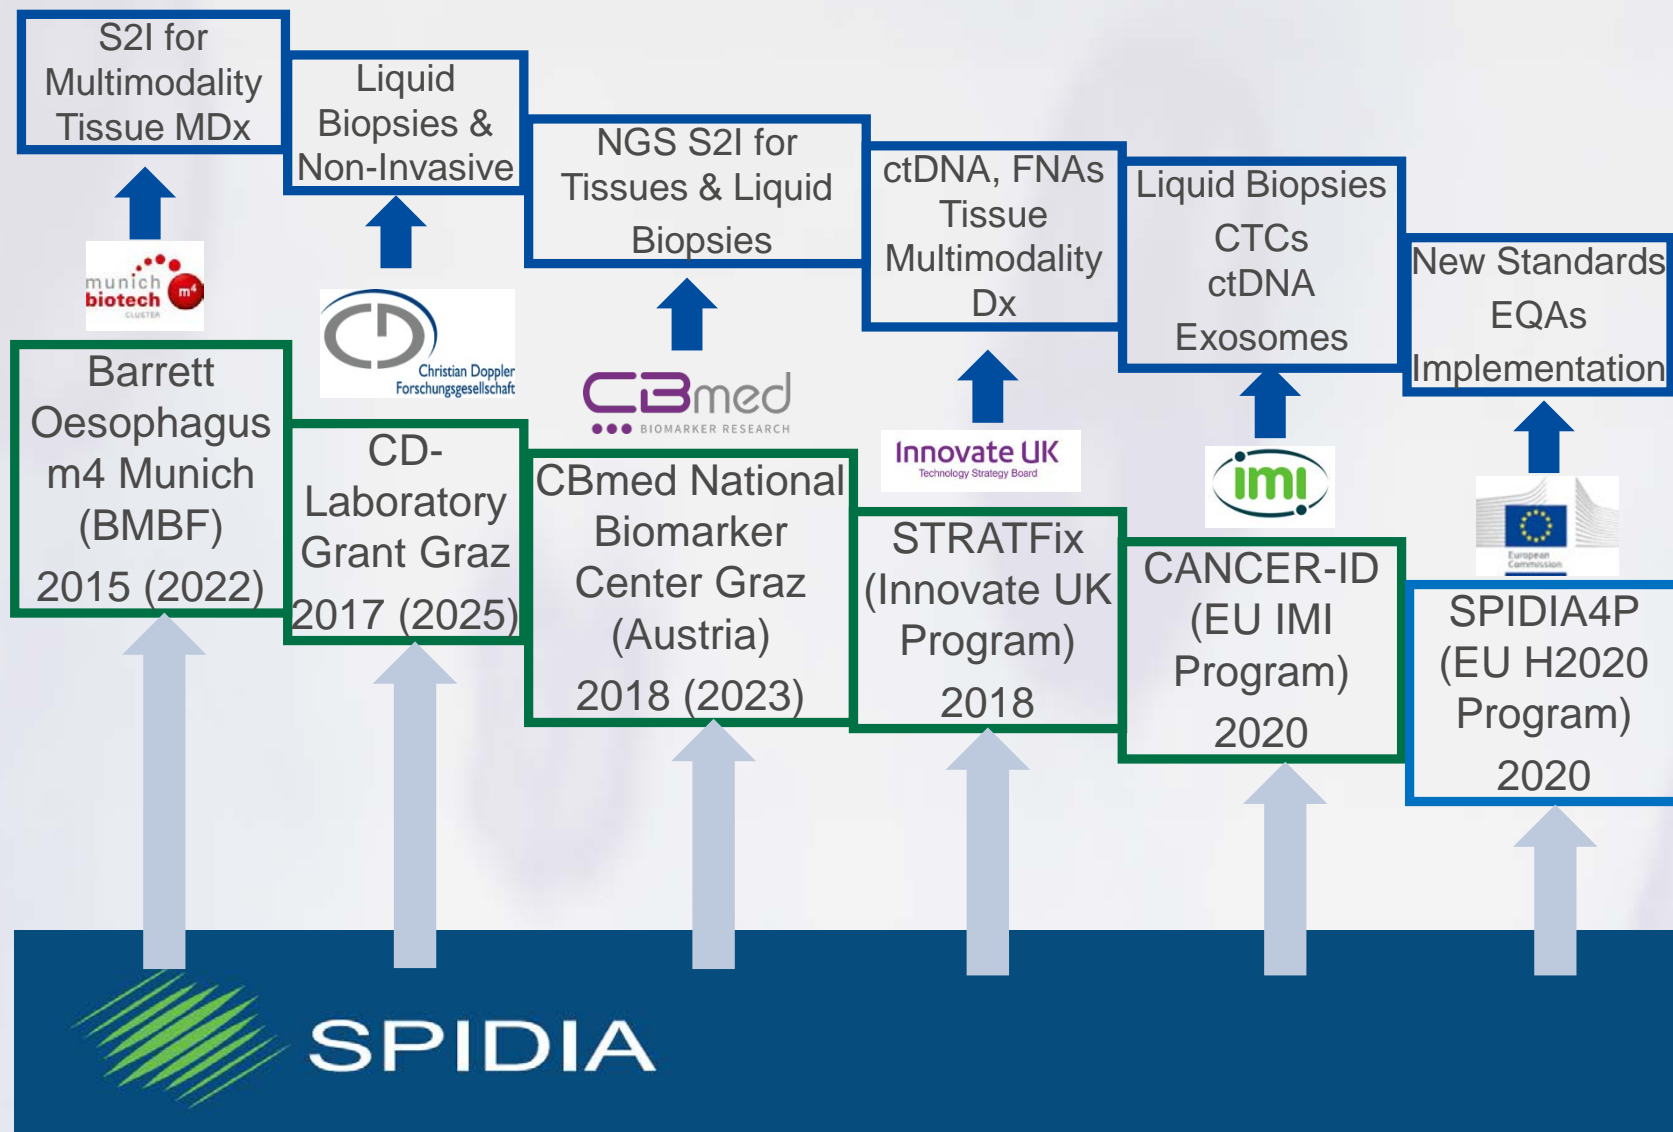 S2I for
Multimodality
Tissue MDx
munich
biotech
m⁴
CLUSTER
Barrett
Oesophagus
m4 Munich
(BMBF)
2015 (2022)
Liquid
Biopsies &
Non-Invasive
Christian Doppler
Forschungsgesellschaft
CD-
Laboratory
Grant Graz
2017 (2025)
NGS S2I for
Tissues & Liquid
Biopsies
CBmed
BIOMARKER RESEARCH
CBmed National
Biomarker
Center Graz
(Austria)
2018 (2023)
ctDNA, FNAs
Tissue
Multimodality
Dx
Innovate UK
Technology Strategy Board
STRATFix
(Innovate UK
Program)
2018
Liquid Biopsies
CTCs
ctDNA
Exosomes
imi
CANCER-ID
(EU IMI
Program)
2020
New Standards
EQAs
Implementation
European
Commission
SPIDIA4P
(EU H2020
Program)
2020
SPIDIA